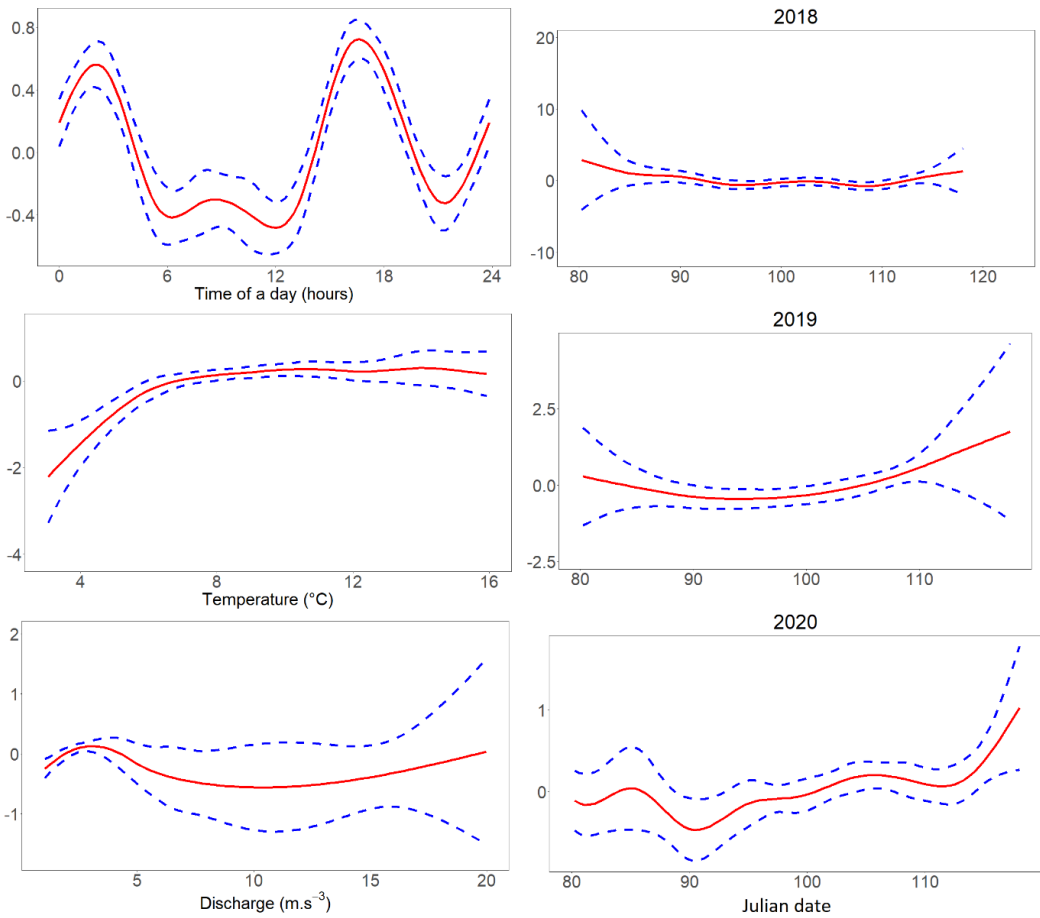 0.8
0.4
0.0
-0.4
0 6 12 18 24
Time of a day (hours)
2018
20
10
0
-10
80 90 100 110 120
0
-2
-4
4 8 12 16
Temperature (°C)
2019
2.5
0.0
-2.5
80 90 100 110
2
1
0
-1
5 10 15 20
Discharge (m.s⁻³)
2020
1
0
80 90 100 110
Julian date